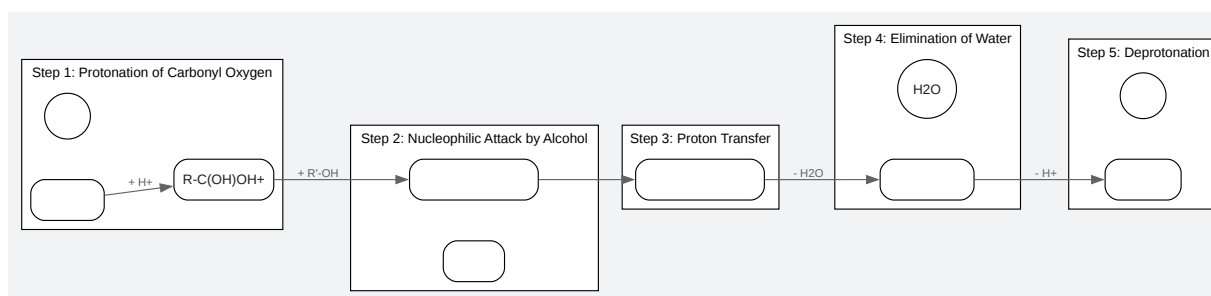 Step 1: Protonation of Carbonyl Oxygen
+ H+
R-C(OH)OH+
+ R'-OH
Step 2: Nucleophilic Attack by Alcohol
Step 3: Proton Transfer
- H2O
Step 4: Elimination of Water
H2O
- H+
Step 5: Deprotonation